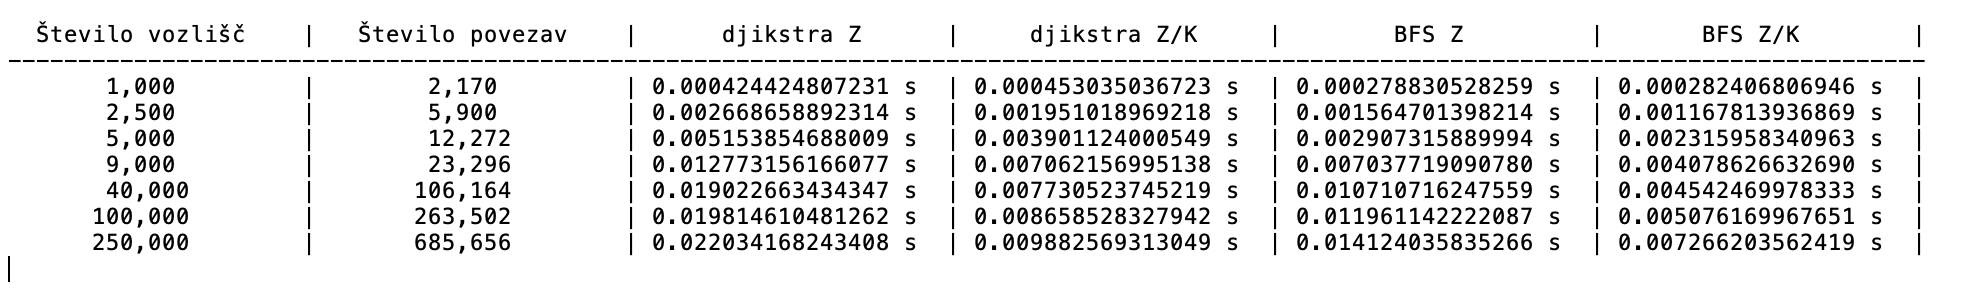 Število vozlišč | Število povezav | djikstra Z | djikstra Z/K | BFS Z | BFS Z/K |
-----------------------------------------------------------------------------------------------------------------------------------------
1,000 | 2,170 | 0.000424424807231 s | 0.000453035036723 s | 0.000278830528259 s | 0.000282406806946 s |
2,500 | 5,900 | 0.002668658892314 s | 0.001951018969218 s | 0.001564701398214 s | 0.001167813936869 s |
5,000 | 12,272 | 0.005153854688009 s | 0.003901124000549 s | 0.002907315889994 s | 0.002315958340963 s |
9,000 | 23,296 | 0.012773156166077 s | 0.007062156995138 s | 0.007037719090780 s | 0.004078626632690 s |
40,000 | 106,164 | 0.019022663434347 s | 0.007730523745219 s | 0.010710716247559 s | 0.004542469978333 s |
100,000 | 263,502 | 0.019814610481262 s | 0.008658528327942 s | 0.011961142222087 s | 0.005076169967651 s |
250,000 | 685,656 | 0.022034168243408 s | 0.009882569313049 s | 0.014124035835266 s | 0.007266203562419 s |